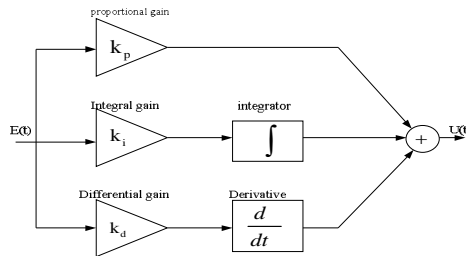 proportional gain
k p
Integral gain
integrator
E(t)
k i
∫
+
U(t
Differential gain
Derivative
k d
d
dt